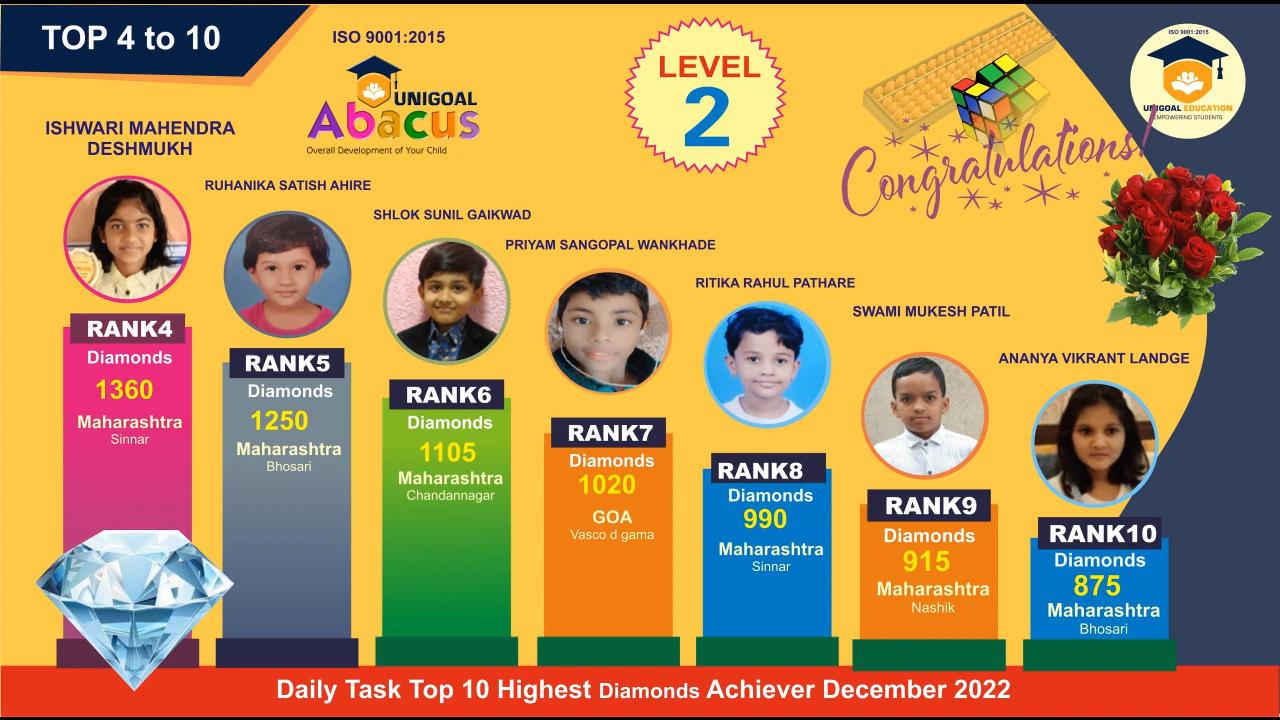 TOP 4 to 10
ISO 9001:2015
UNIGOAL
Abacus
Overall Development of Your Child
LEVEL
2
Congratulations!
ISO 9001:2015
UNIGOAL EDUCATION
EMPOWERING STUDENTS
ISHWARI MAHENDRA
DESHMUKH
RANK4
Diamonds
1360
Maharashtra
Sinnar
RUHANIKA SATISH AHIRE
RANK5
Diamonds
1250
Maharashtra
Bhosari
SHLOK SUNIL GAIKWAD
RANK6
Diamonds
1105
Maharashtra
Chandannagar
PRIYAM SANGOPAL WANKHADE
RANK7
Diamonds
1020
GOA
Vasco d gama
RITIKA RAHUL PATHARE
RANK8
Diamonds
990
Maharashtra
Sinnar
SWAMI MUKESH PATIL
RANK9
Diamonds
915
Maharashtra
Nashik
ANANYA VIKRANT LANDGE
RANK10
Diamonds
875
Maharashtra
Bhosari
Daily Task Top 10 Highest Diamonds Achiever December 2022